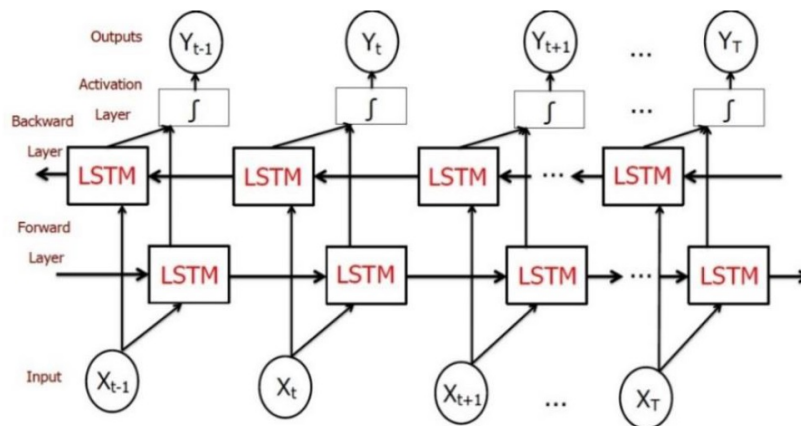 Outputs Y_{t-1} Y_t Y_{t+1} ... Y_T
Activation
Layer ∫ ∫ ∫ ... ∫
Backward
Layer
LSTM LSTM LSTM ... LSTM
Forward
Layer
LSTM LSTM LSTM ... LSTM
Input X_{t-1} X_t X_{t+1} ... X_T